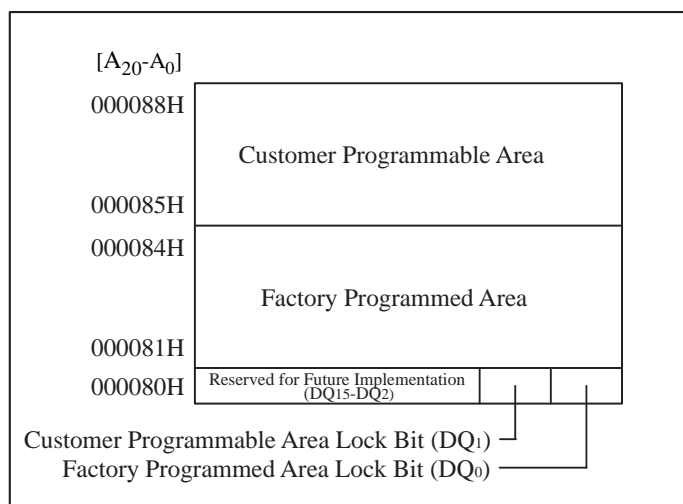 [A20-A0]
000088H
Customer Programmable Area
000085H
000084H
Factory Programmed Area
000081H
000080H
Reserved for Future Implementation
(DQ15-DQ2)
Customer Programmable Area Lock Bit (DQ1)
Factory Programmed Area Lock Bit (DQ0)